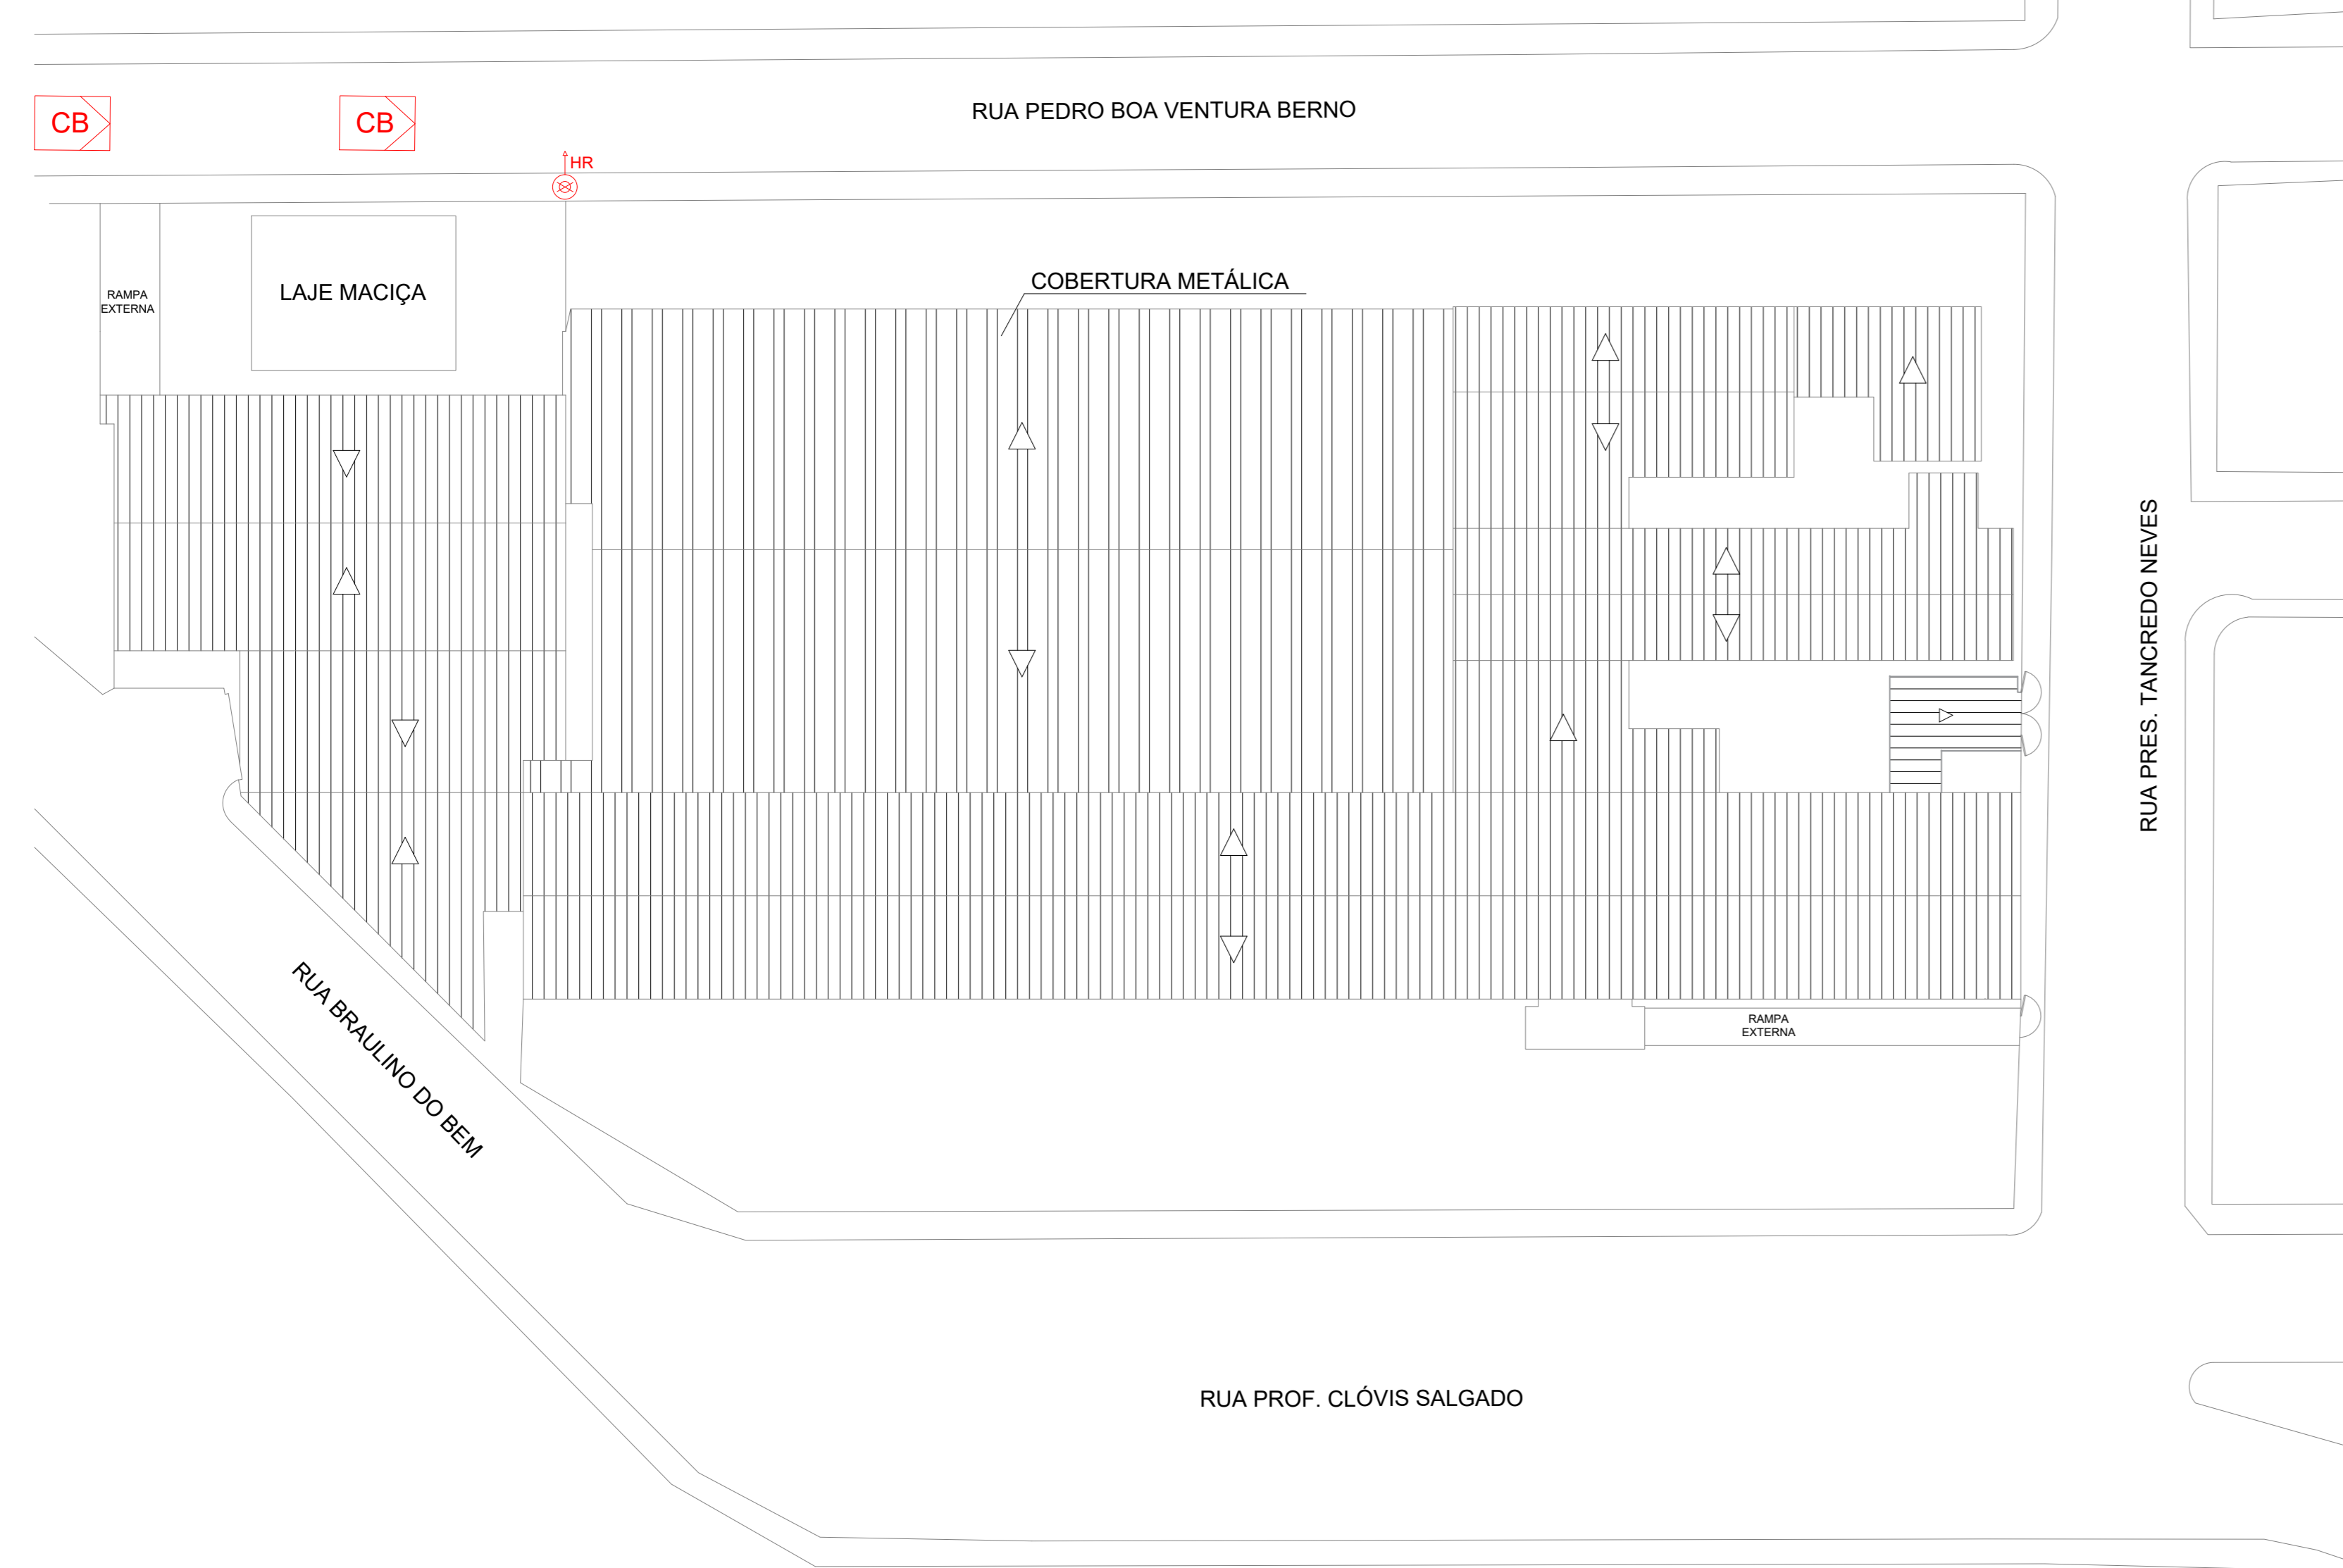 RUA PEDRO BOA VENTURA BERNO
CB
CB
HR
COBERTURA METÁLICA
LAJE MACIÇA
RAMPA
EXTERNA
RUA PRES. TANCREDO NEVES
RUA BRAULINO DO BEM
RAMPA
EXTERNA
RUA PROF. CLÓVIS SALGADO